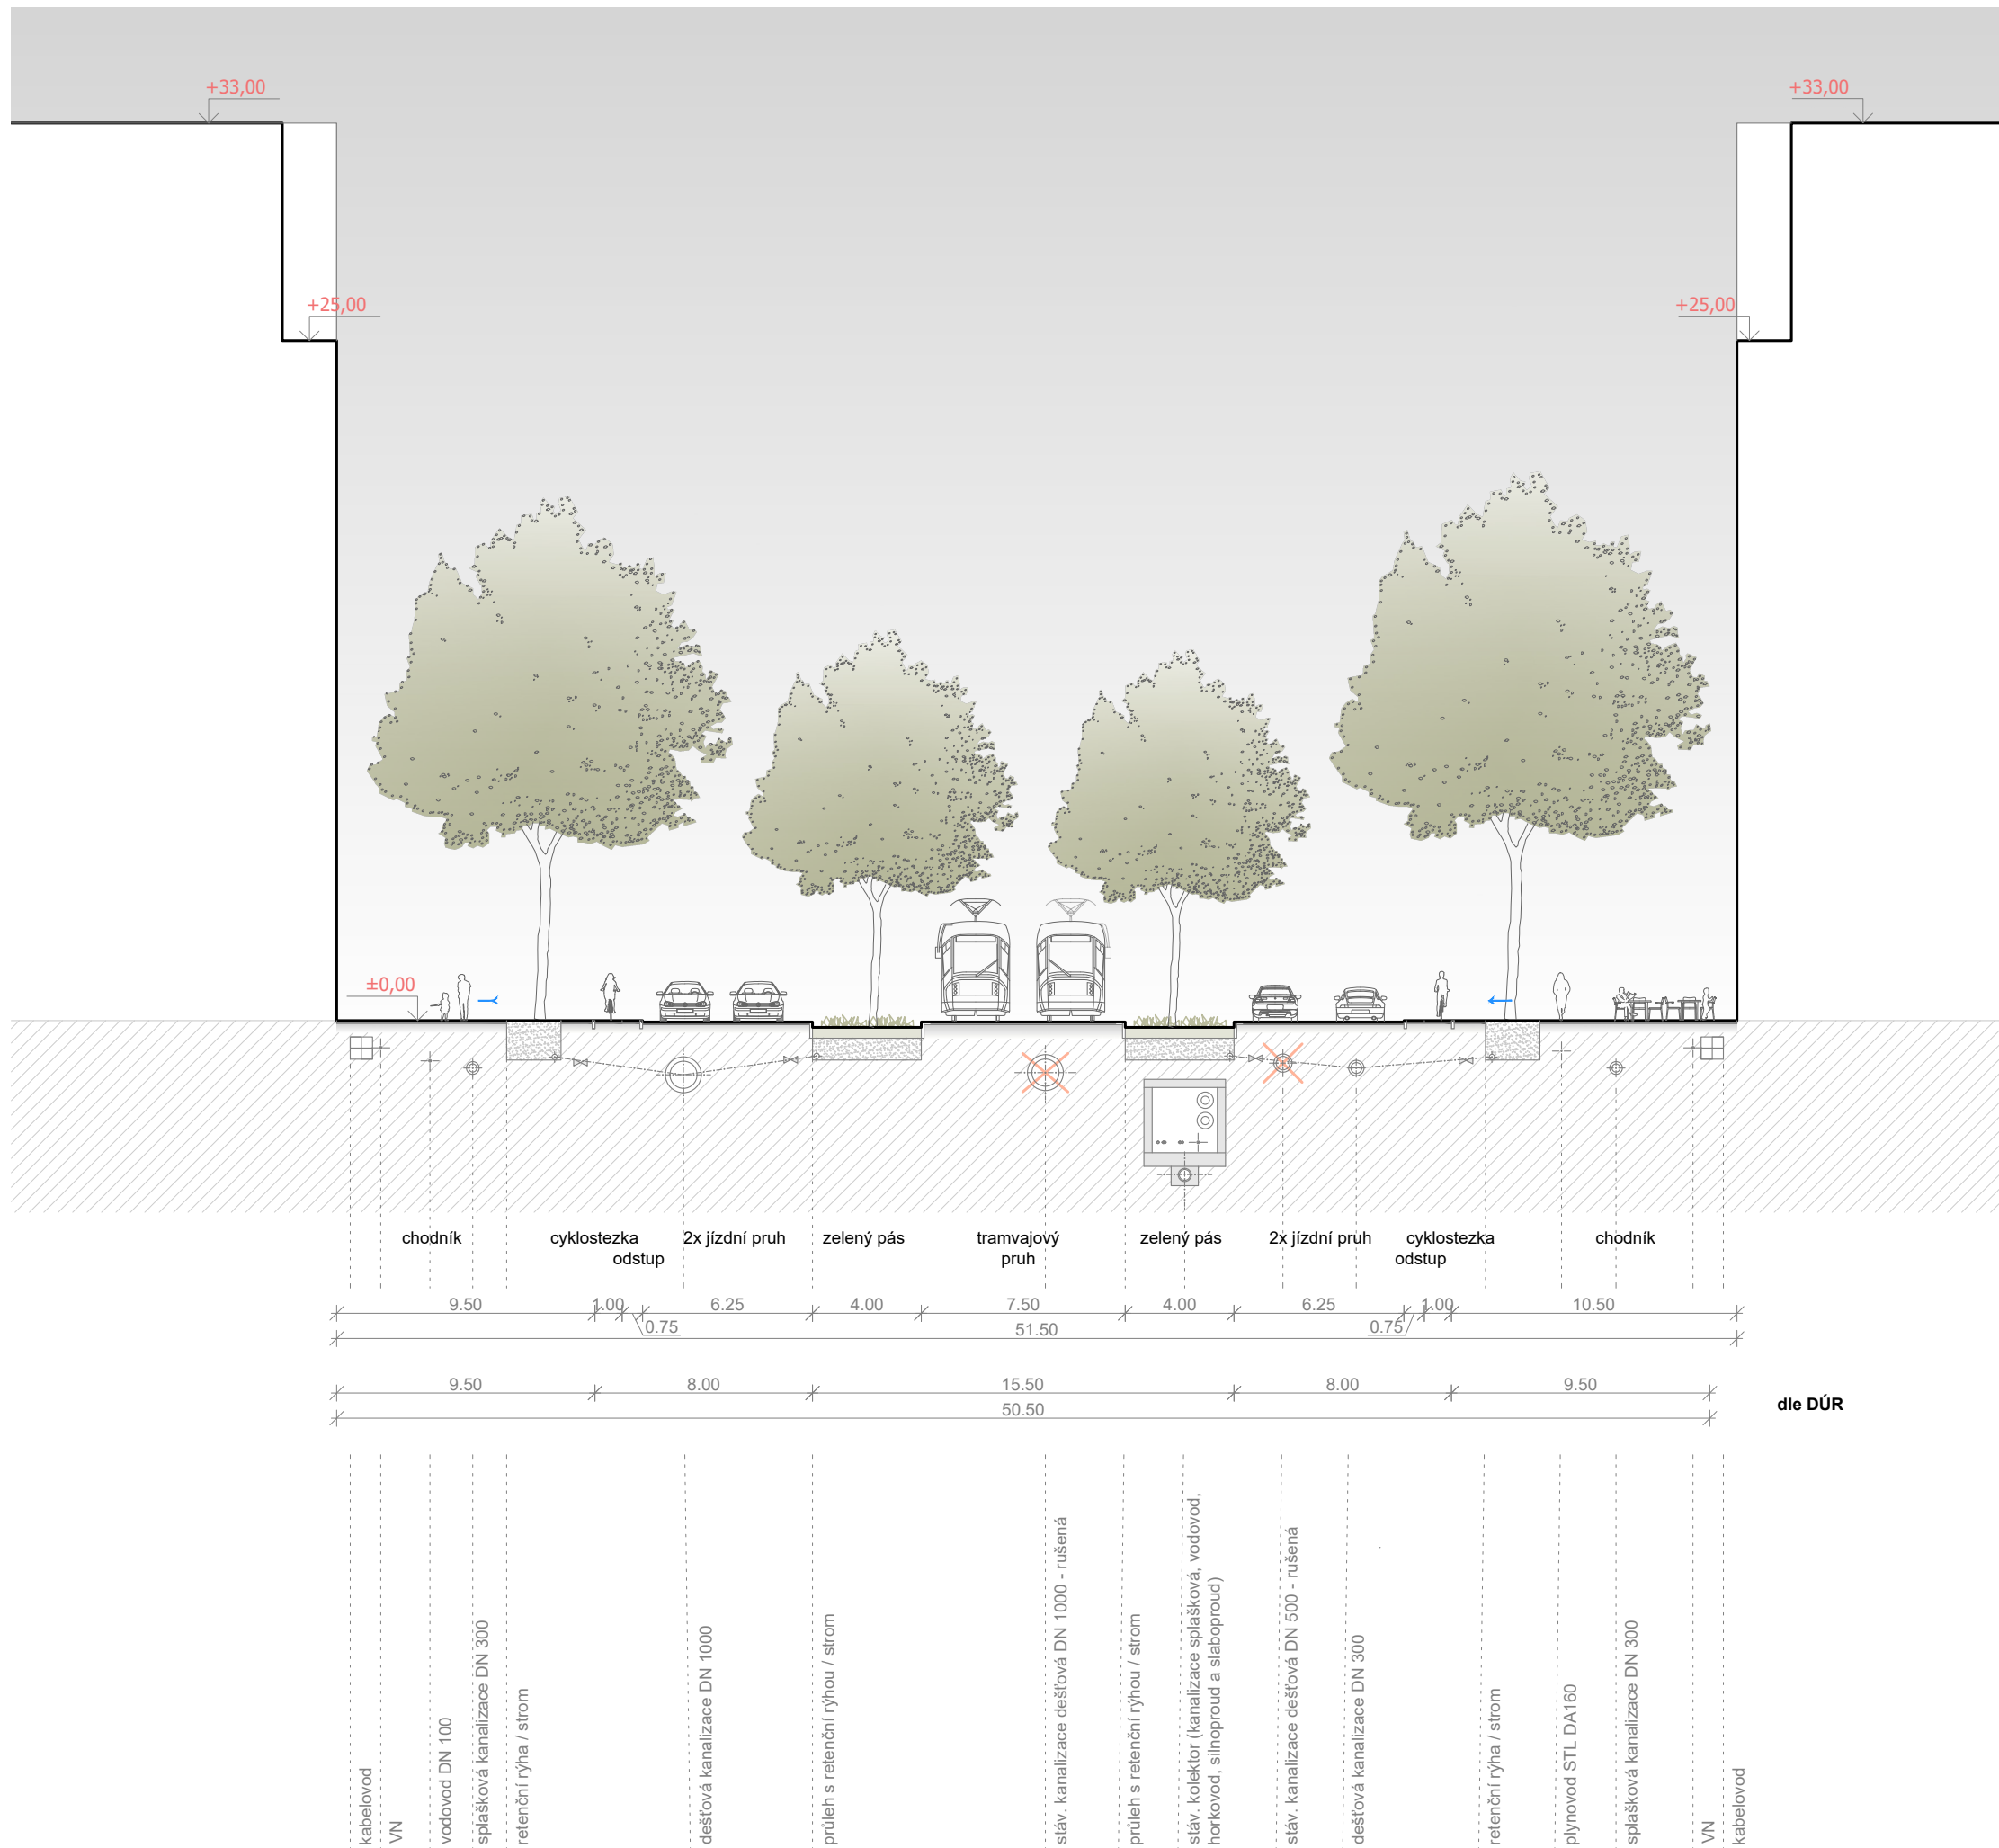 +33,00
+33,00
+25,00
+25,00
±0,00
chodník
cyklostezka
odstup
2x jízdní pruh
zelený pás
tramvajový
pruh
zelený pás
2x jízdní pruh
cyklostezka
odstup
chodník
9.50
1.00
0.75
6.25
4.00
7.50
4.00
6.25
0.75
1.00
10.50
51.50
9.50
8.00
15.50
8.00
9.50
50.50
dle DÚR
kabelovod
VN
vodovod DN 100
splašková kanalizace DN 300
retenční rýha / strom
dešťová kanalizace DN 1000
průleh s retenční rýhou / strom
stáv. kanalizace dešťová DN 1000 - rušená
průleh s retenční rýhou / strom
stáv. kolektor (kanalizace splašková, vodovod,
horkovod, silnoproud a slaboproud)
stáv. kanalizace dešťová DN 500 - rušená
dešťová kanalizace DN 300
retenční rýha / strom
plynovod STL DA160
splašková kanalizace DN 300
VN
kabelovod